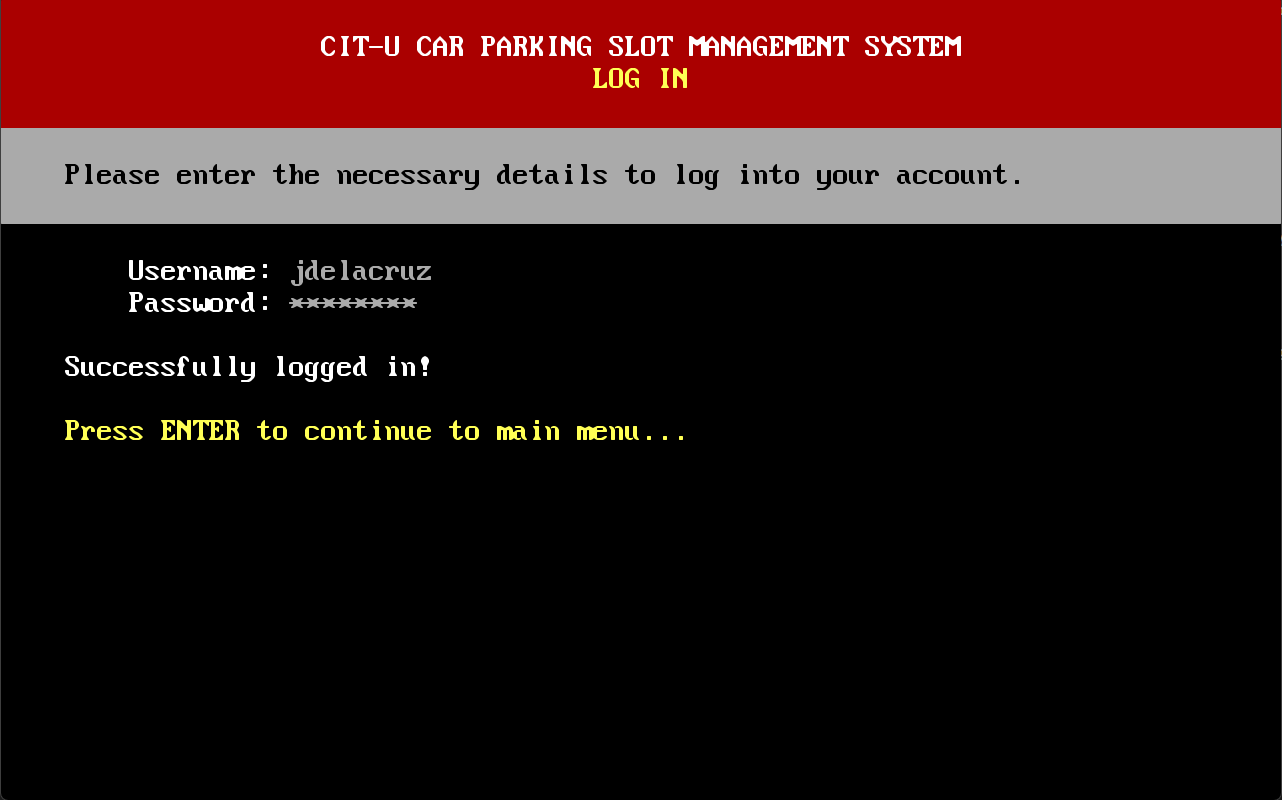 CIT-U CAR PARKING SLOT MANAGEMENT SYSTEM
LOG IN
Please enter the necessary details to log into your account.
Username: jdelacruz
Password: ********
Successfully logged in!
Press ENTER to continue to main menu...